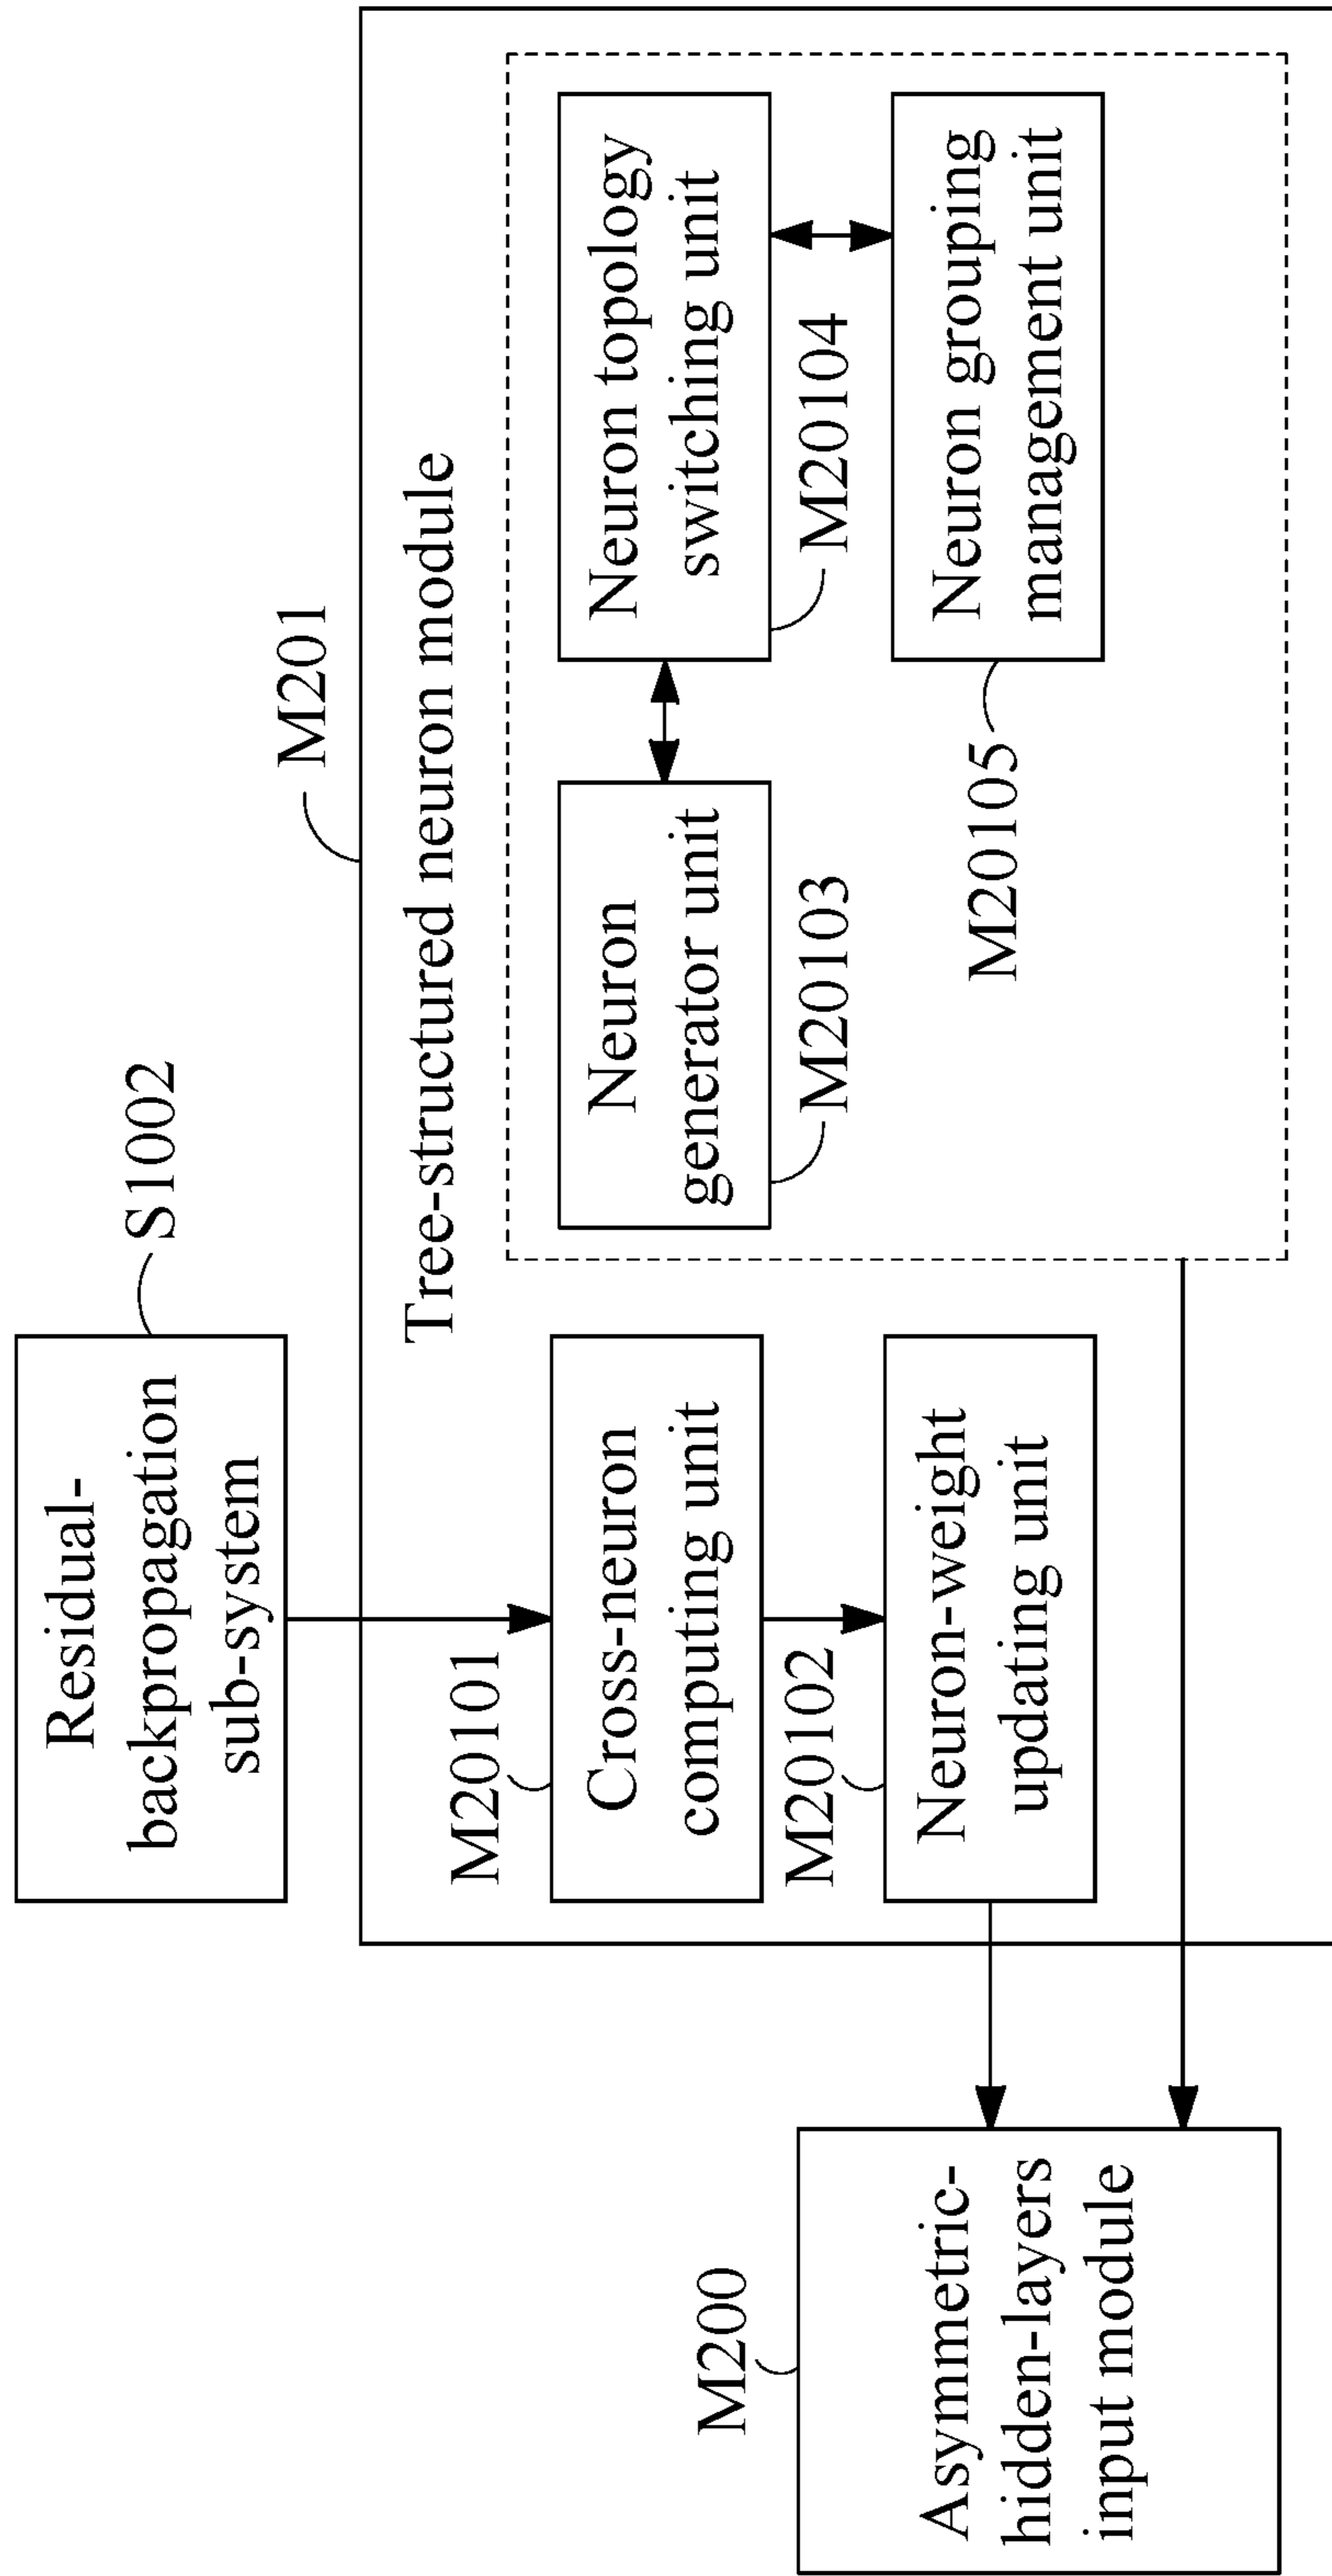 Residual-
backpropagation
sub-system
S1002
M201
Tree-structured neuron module
M20101
Cross-neuron
computing unit
M20102
Neuron-weight
updating unit
Neuron
generator unit
M20103
Neuron topology
switching unit
M20104
Neuron grouping
management unit
M20105
M200
Asymmetric-
hidden-layers
input module